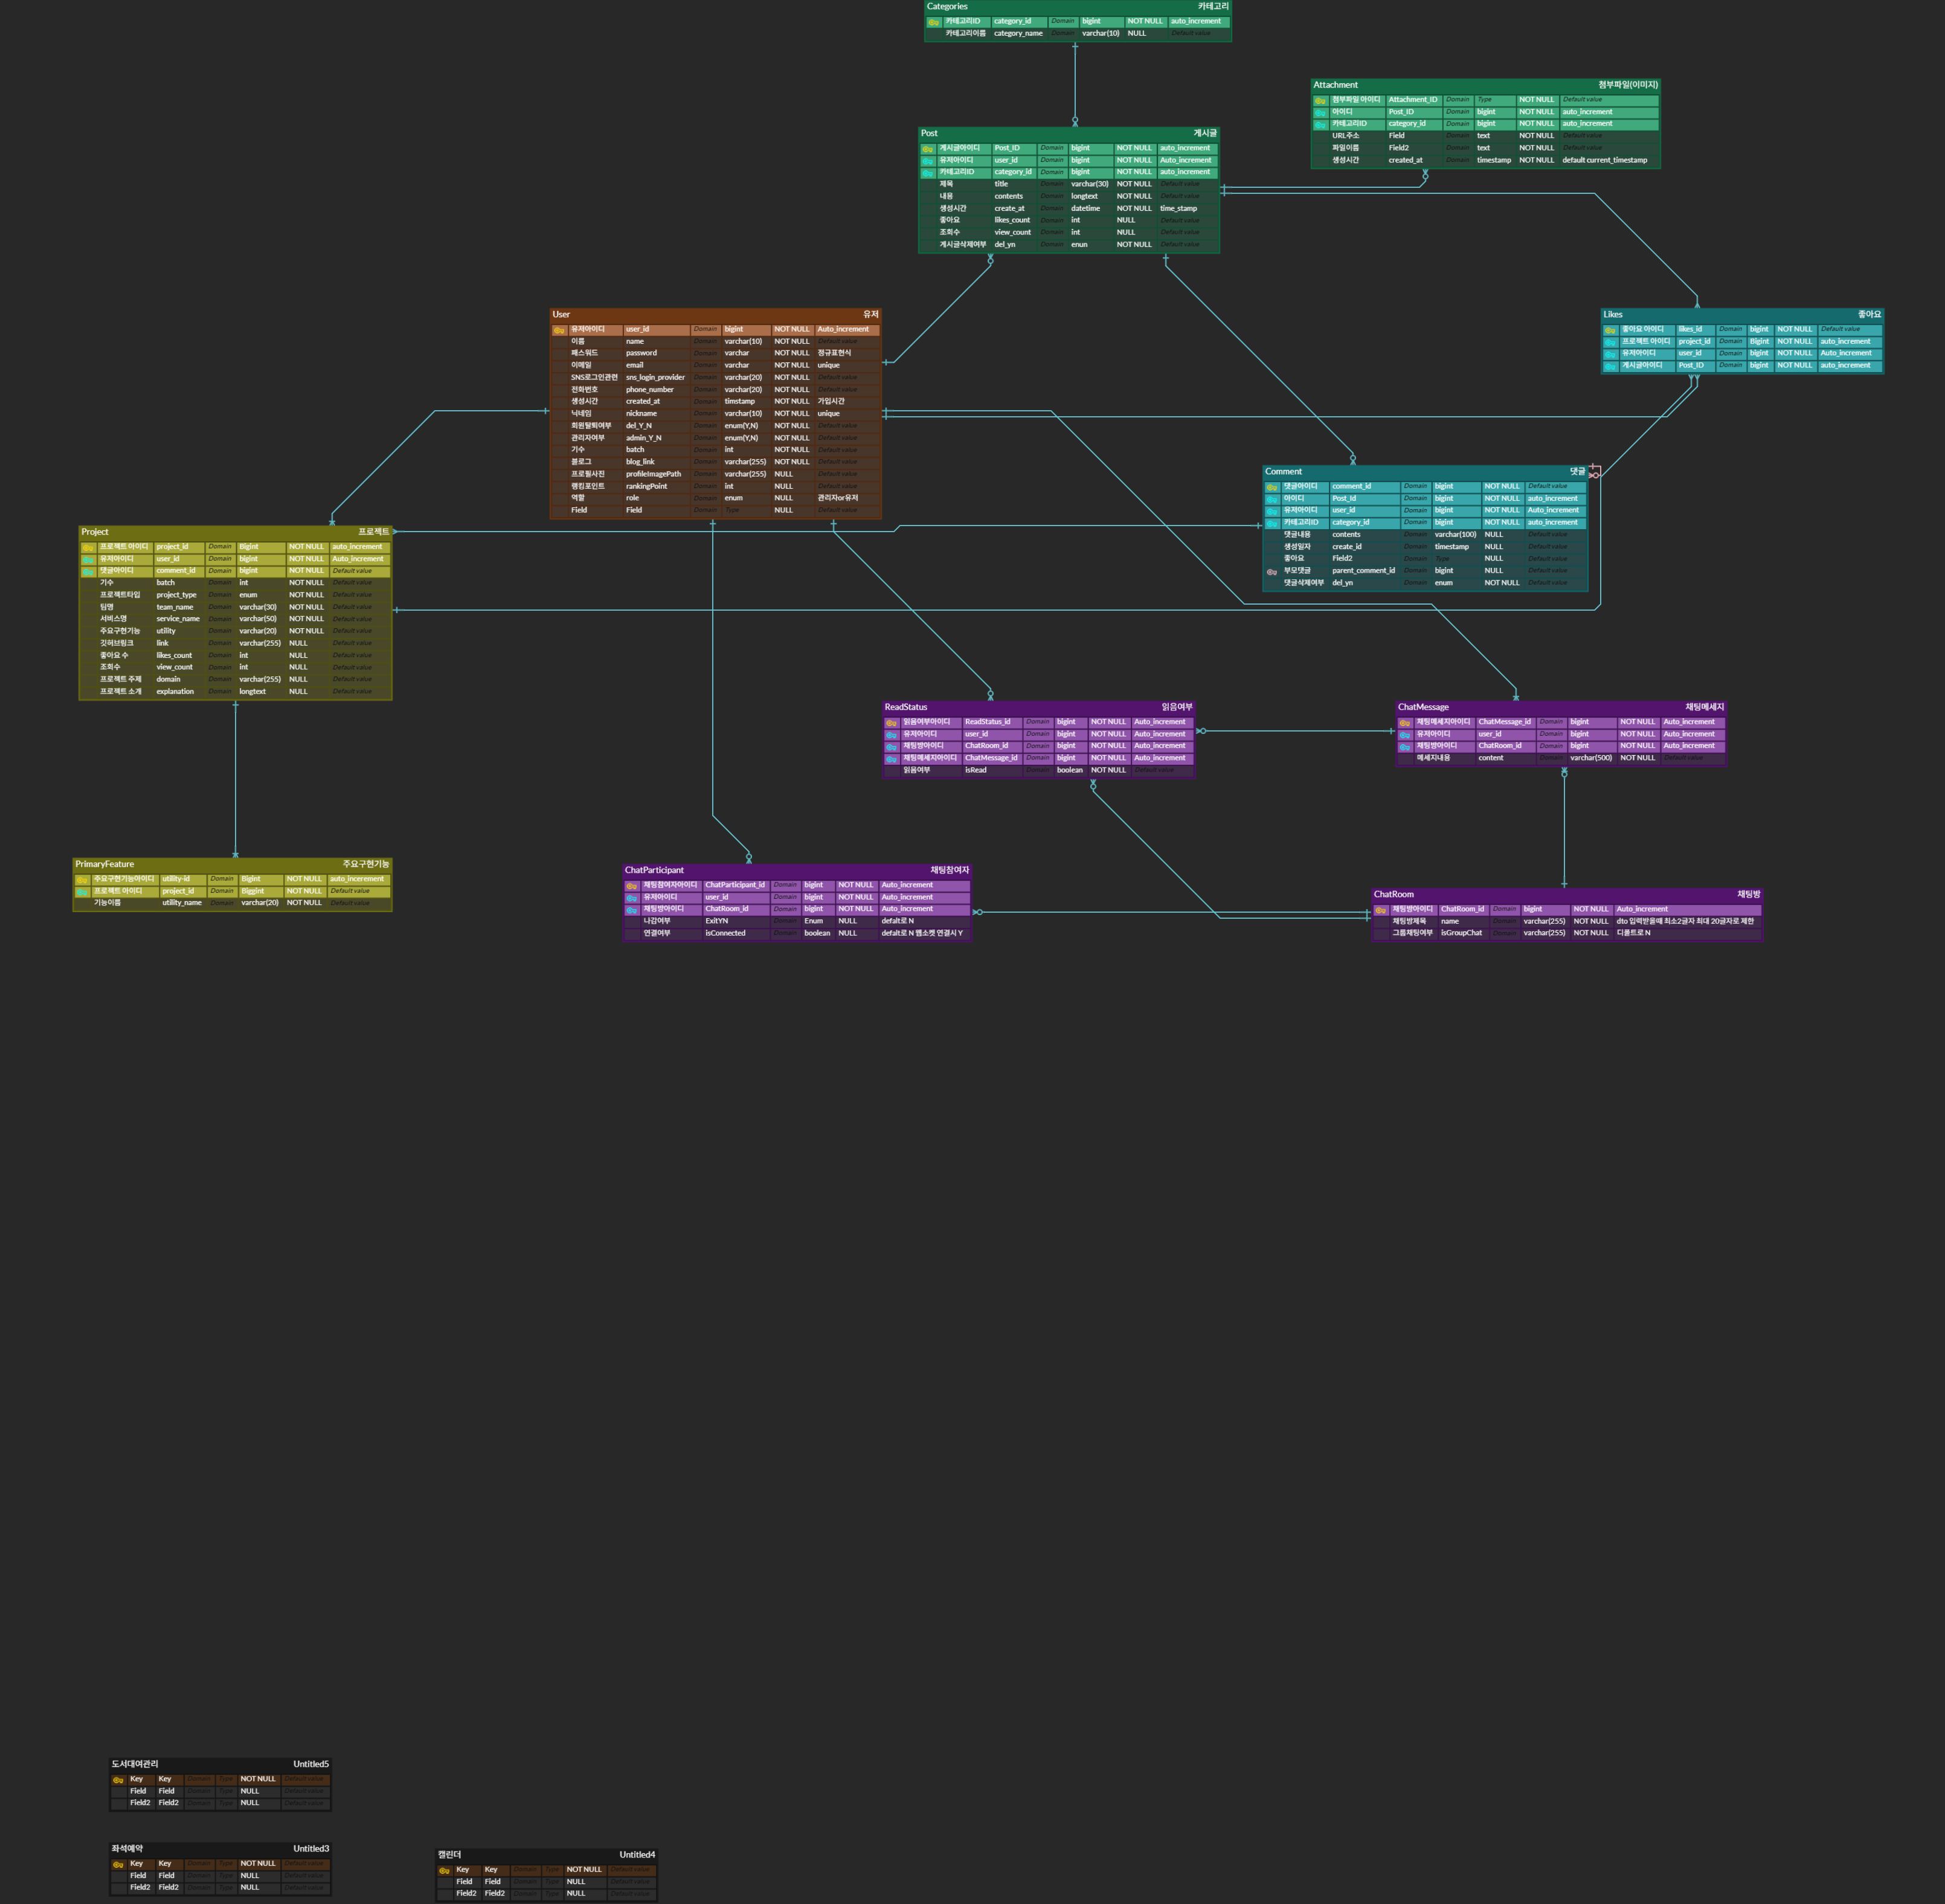 Categories 카테고리
카테고리ID category_id Domain bigint NOT NULL auto_increment
카테고리이름 category_name Domain varchar(10) NULL Default value
Attachment 첨부파일(이미지)
첨부파일 아이디 Attachment_ID Domain Type NOT NULL Default value
아이디 Post_ID Domain bigint NOT NULL auto_increment
카테고리ID category_id Domain bigint NOT NULL auto_increment
URL주소 Field Domain text NOT NULL Default value
파일이름 Field2 Domain text NOT NULL Default value
생성시간 created_at Domain timestamp NOT NULL default current_timestamp
Post 게시글
게시글아이디 Post_ID Domain bigint NOT NULL auto_increment
유저아이디 user_id Domain bigint NOT NULL Auto_increment
카테고리ID category_id Domain bigint NOT NULL auto_increment
제목 title Domain varchar(30) NOT NULL Default value
내용 contents Domain longtext NOT NULL Default value
생성시간 create_at Domain datetime NOT NULL time_stamp
좋아요 likes_count Domain int NULL Default value
조회수 view_count Domain int NULL Default value
게시글삭제여부 del_yn Domain enun NOT NULL Default value
User 유저
유저아이디 user_id Domain bigint NOT NULL Auto_increment
이름 name Domain varchar(10) NOT NULL Default value
패스워드 password Domain varchar NOT NULL 정규표현식
이메일 email Domain varchar NOT NULL unique
SNS로그인관련 sns_login_provider Domain varchar(20) NOT NULL Default value
전화번호 phone_number Domain varchar(20) NOT NULL Default value
생성시간 created_at Domain timstamp NOT NULL 가입시간
닉네임 nickname Domain varchar(10) NOT NULL unique
회원탈퇴여부 del_Y_N Domain enum(Y,N) NOT NULL Default value
관리자여부 admin_Y_N Domain enum(Y,N) NOT NULL Default value
기수 batch Domain int NOT NULL Default value
블로그 blog_link Domain varchar(255) NOT NULL Default value
프로필사진 profileImagePath Domain varchar(255) NULL Default value
랭킹포인트 rankingPoint Domain int NULL Default value
역할 role Domain enum NULL 관리자or유저
Field Field Domain Type NULL Default value
Likes 좋아요
좋아요 아이디 likes_id Domain bigint NOT NULL Default value
프로젝트 아이디 project_id Domain Bigint NOT NULL auto_increment
유저아이디 user_id Domain bigint NOT NULL Auto_increment
게시글아이디 Post_ID Domain bigint NOT NULL auto_increment
Comment 댓글
댓글아이디 comment_id Domain bigint NOT NULL Default value
아이디 Post_Id Domain bigint NOT NULL auto_increment
유저아이디 user_id Domain bigint NOT NULL Auto_increment
카테고리ID category_id Domain bigint NOT NULL auto_increment
댓글내용 contents Domain varchar(100) NULL Default value
생성일자 create_id Domain timestamp NULL Default value
좋아요 Field2 Domain Type NULL Default value
부모댓글 parent_comment_id Domain bigint NULL Default value
댓글삭제여부 del_yn Domain enum NOT NULL Default value
Project 프로젝트
프로젝트 아이디 project_id Domain Bigint NOT NULL auto_increment
유저아이디 user_id Domain bigint NOT NULL Auto_increment
댓글아이디 comment_id Domain bigint NOT NULL Default value
기수 batch Domain int NOT NULL Default value
프로젝트타입 project_type Domain enum NOT NULL Default value
팀명 team_name Domain varchar(30) NOT NULL Default value
서비스명 service_name Domain varchar(50) NOT NULL Default value
주요구현기능 utility Domain varchar(20) NOT NULL Default value
깃허브링크 link Domain varchar(255) NULL Default value
좋아요 수 likes_count Domain int NULL Default value
조회수 view_count Domain int NULL Default value
프로젝트 주제 domain Domain varchar(255) NULL Default value
프로젝트 소개 explanation Domain longtext NULL Default value
ReadStatus 읽음여부
읽음여부아이디 ReadStatus_id Domain bigint NOT NULL Auto_increment
유저아이디 user_id Domain bigint NOT NULL Auto_increment
채팅방아이디 ChatRoom_id Domain bigint NOT NULL Auto_increment
채팅메세지아이디 ChatMessage_id Domain bigint NOT NULL Auto_increment
읽음여부 isRead Domain boolean NOT NULL Default value
ChatMessage 채팅메세지
채팅메세지아이디 ChatMessage_id Domain bigint NOT NULL Auto_increment
유저아이디 user_id Domain bigint NOT NULL Auto_increment
채팅방아이디 ChatRoom_id Domain bigint NOT NULL Auto_increment
메세지내용 content Domain varchar(500) NOT NULL Default value
PrimaryFeature 주요구현기능
주요구현기능아이디 utility-id Domain Bigint NOT NULL auto_incerement
프로젝트 아이디 project_id Domain Biggint NOT NULL Default value
기능이름 utility_name Domain varchar(20) NOT NULL Default value
ChatParticipant 채팅참여자
채팅참여자아이디 ChatParticipant_id Domain bigint NOT NULL Auto_increment
유저아이디 user_id Domain bigint NOT NULL Auto_increment
채팅방아이디 ChatRoom_id Domain bigint NOT NULL Auto_increment
나감여부 ExitYN Domain Enum NULL defalt로 N
연결여부 isConnected Domain boolean NULL defalt로 N 웹소켓 연결시 Y
ChatRoom 채팅방
채팅방아이디 ChatRoom_id Domain bigint NOT NULL Auto_increment
채팅방제목 name Domain varchar(255) NOT NULL dto 입력받을때 최소2글자 최대 20글자로 제한
그룹채팅여부 isGroupChat Domain varchar(255) NOT NULL 디폴트로 N
도서대여관리 Untitled5
Key Key Domain Type NOT NULL Default value
Field Field Domain Type NULL Default value
Field2 Field2 Domain Type NULL Default value
좌석예약 Untitled3
Key Key Domain Type NOT NULL Default value
Field Field Domain Type NULL Default value
Field2 Field2 Domain Type NULL Default value
캘린더 Untitled4
Key Key Domain Type NOT NULL Default value
Field Field Domain Type NULL Default value
Field2 Field2 Domain Type NULL Default value